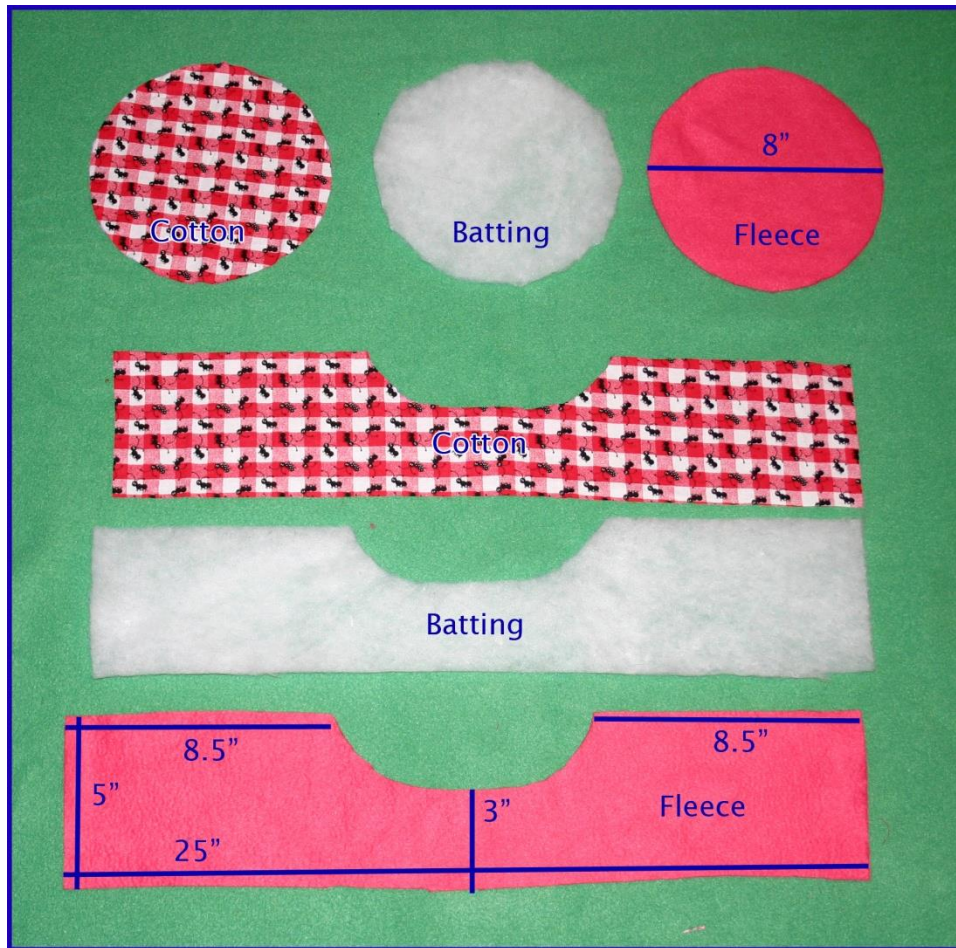 8”
Cotton
Batting
Fleece
Cotton
Batting
8.5”
8.5”
5”
3”
Fleece
25”